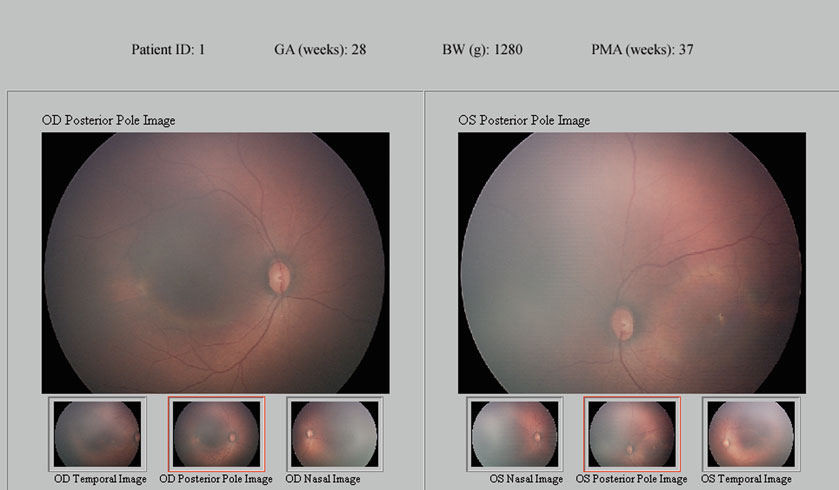 Patient ID: 1 GA (weeks): 28 BW (g): 1280 PMA (weeks): 37
OD Posterior Pole Image OS Posterior Pole Image
OD Temporal Image OD Posterior Pole Image OD Nasal Image OS Nasal Image OS Posterior Pole Image OS Temporal Image